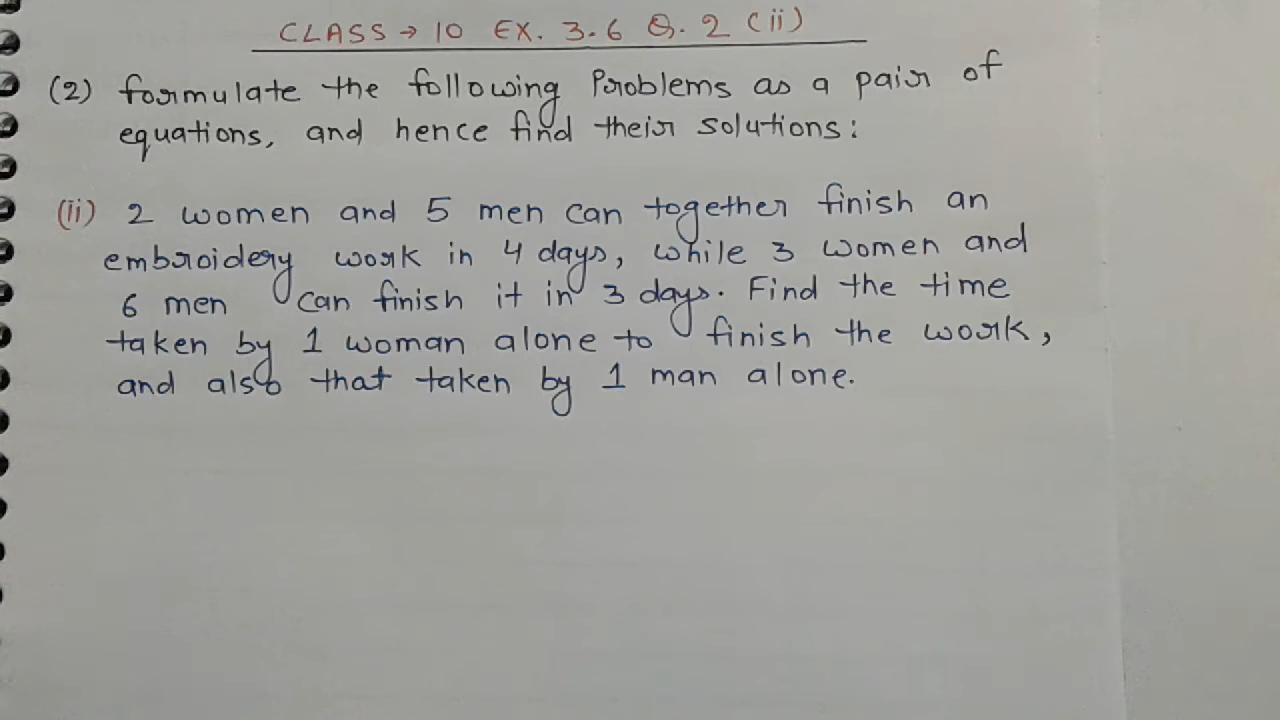 CLASS → 10 EX. 3.6 Q. 2 (ii)
(2) formulate the following Problems as a pair of
equations, and hence find their solutions:
(ii) 2 women and 5 men can together finish an
embroidery work in 4 days, while 3 women and
6 men can finish it in 3 days. Find the time
taken by 1 woman alone to finish the work,
and also that taken by 1 man alone.